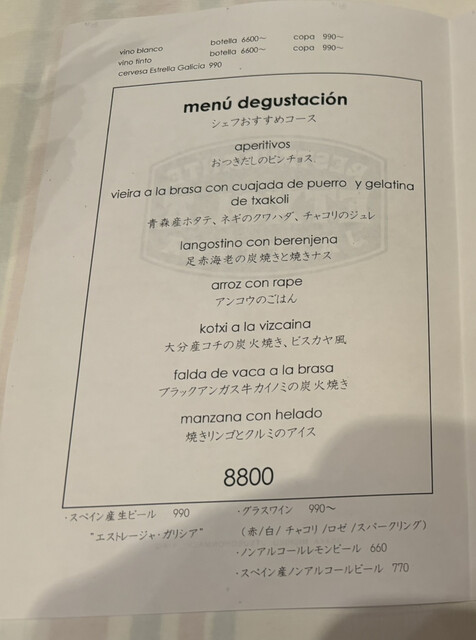 vino blanco botella 6600～ copa 990～
vino tinto botella 6600～ copa 990～
cervesa Estrella Galicia 990
menú degustación
シェフおすすめコース
aperitivos
おつきだしのピンチョス
vieira a la brasa con cuajada de puerro y gelatina
de txakoli
青森産ホタテ、ネギのクワハダ、チャコリのジュレ
langostino con berenjena
足赤海老の炭焼きと焼きナス
arroz con rape
アンコウのごはん
kotxi a la vizcaina
大分産コチの炭火焼き、ビスカヤ風
falda de vaca a la brasa
ブラックアンガス牛カイノミの炭火焼き
manzana con helado
焼きリンゴとクルミのアイス
8800
・スペイン産生ビール 990
"エストレージャ・ガリシア"
・グラスワイン 990～
(赤/白/ チャコリ /ロゼ /スパークリング)
・ノンアルコールレモンビール 660
・スペイン産ノンアルコールビール 770